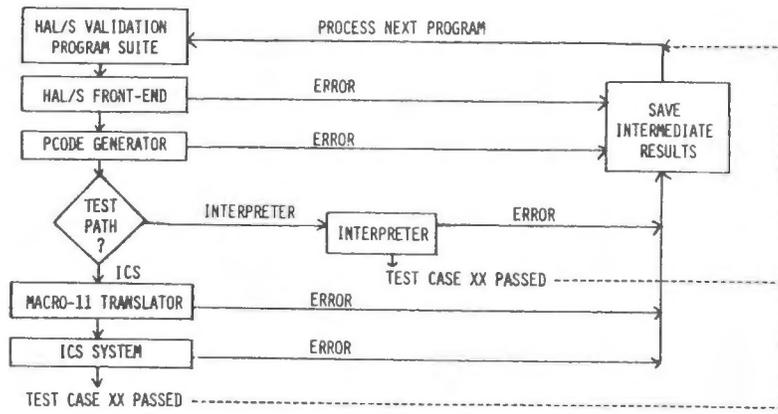 HAL/S VALIDATION
PROGRAM SUITE
PROCESS NEXT PROGRAM
HAL/S FRONT-END
ERROR
SAVE
INTERMEDIATE
RESULTS
PCODE GENERATOR
ERROR
TEST
PATH
?
INTERPRETER
INTERPRETER
ERROR
TEST CASE XX PASSED
ICS
MACRO-11 TRANSLATOR
ERROR
ICS SYSTEM
ERROR
TEST CASE XX PASSED